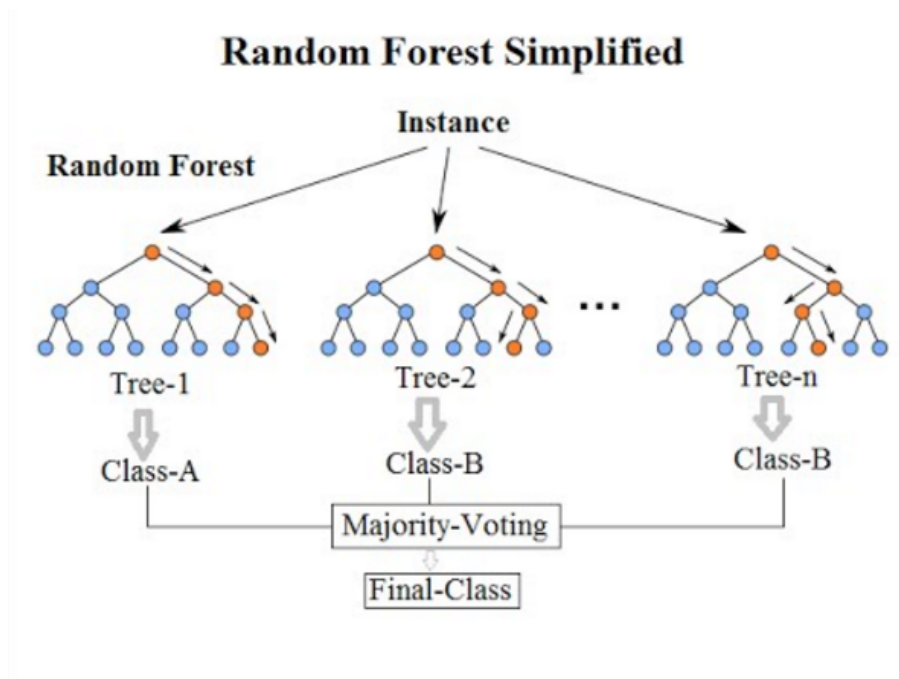 Random Forest Simplified
Instance
Random Forest
...
Tree-1
Tree-2
Tree-n
Class-A
Class-B
Class-B
Majority-Voting
Final-Class